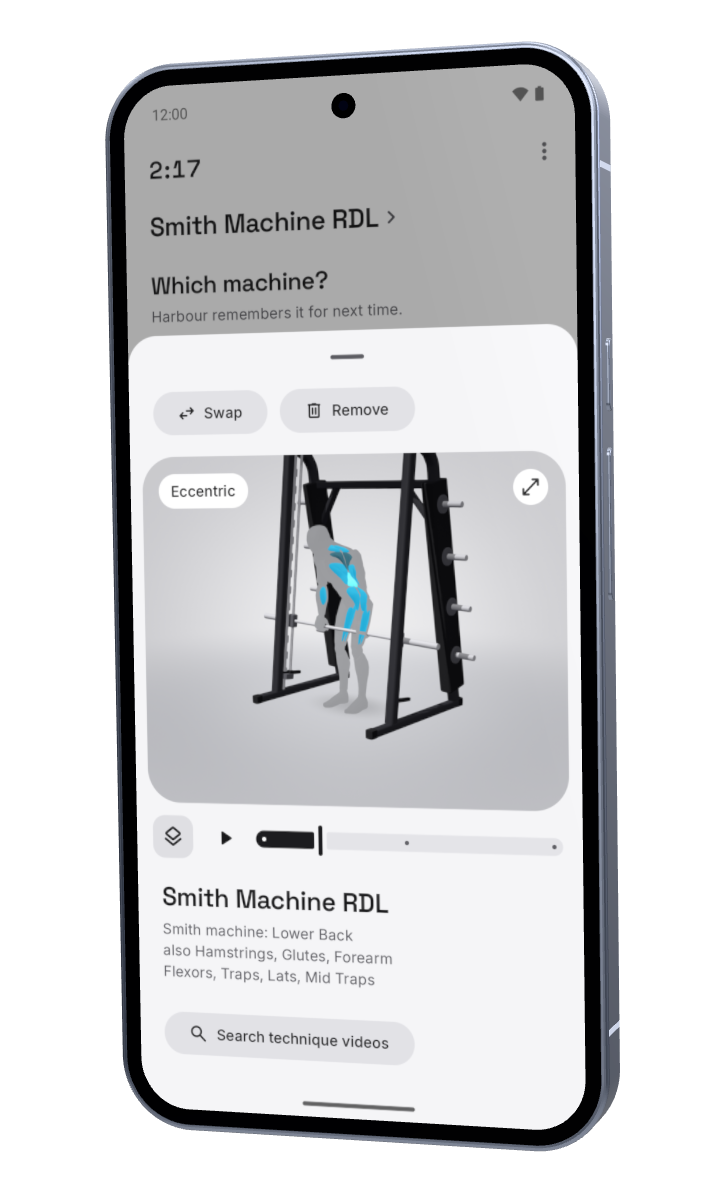 12:00
2:17
Smith Machine RDL
Which machine?
Harbour remembers it for next time.
Swap
Remove
Eccentric
Smith Machine RDL
Smith machine: Lower Back
also Hamstrings, Glutes, Forearm
Flexors, Traps, Lats, Mid Traps
Search technique videos